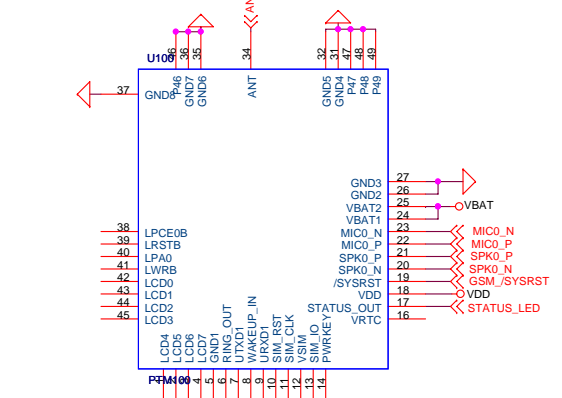 AN
U100
46
36
35
34
32
31
47
48
49
P46
GND7
GND6
ANT
GND5
GND4
P47
P48
P49
37
GND8
GND3
27
GND2
26
VBAT2
25
VBAT
VBAT1
24
38
LPCE0B
MIC0_N
23
MIC0_N
39
LRSTB
MIC0_P
22
MIC0_P
40
LPA0
SPK0_P
21
SPK0_P
41
LWRB
SPK0_N
20
SPK0_N
42
LCD0
/SYSRST
19
GSM_/SYSRST
43
LCD1
VDD
18
VDD
44
LCD2
STATUS_OUT
17
STATUS_LED
45
LCD3
VRTC
16
LCD4
LCD5
LCD6
LCD7
GND1
RING_OUT
UTXD1
WAKEUP_IN
URXD1
SIM_RST
SIM_CLK
VSIM
SIM_IO
PWRKEY
PTM100
4
5
6
7
8
9
10
11
12
13
14